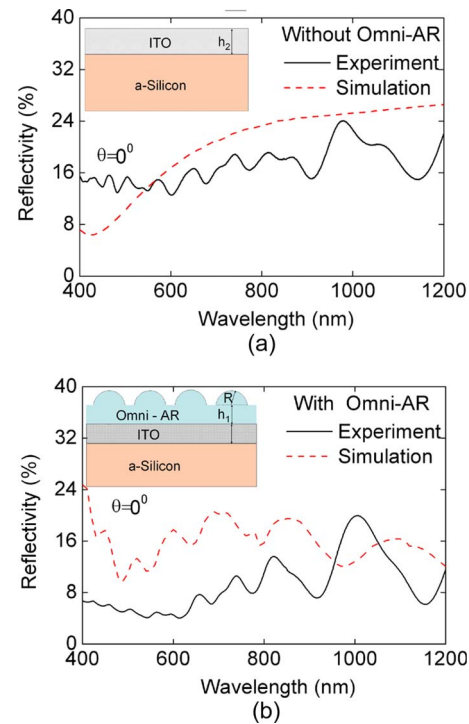 40
Without Omni-AR
ITO
h2
32
Experiment
a-Silicon
Simulation
24
θ=0⁰
16
8
0
400 600 800 1000 1200
Reflectivity (%)
Wavelength (nm)
(a)
40
With Omni-AR
R
Omni - AR
h1
32
Experiment
ITO
Simulation
a-Silicon
24
θ=0⁰
16
8
0
400 600 800 1000 1200
Reflectivity (%)
Wavelength (nm)
(b)